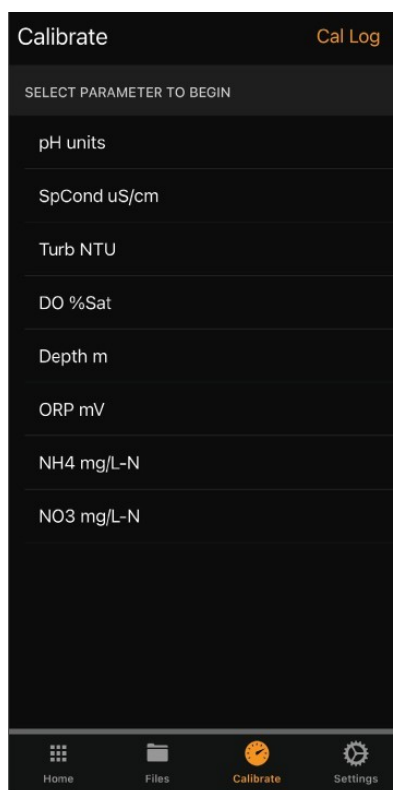 Calibrate Cal Log
SELECT PARAMETER TO BEGIN
pH units
SpCond uS/cm
Turb NTU
DO %Sat
Depth m
ORP mV
NH4 mg/L-N
NO3 mg/L-N
Home Files Calibrate Settings